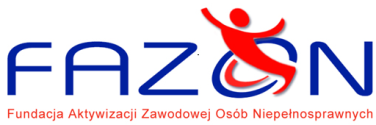 FAZON
Fundacja Aktywizacji Zawodowej Osób Niepełnosprawnych